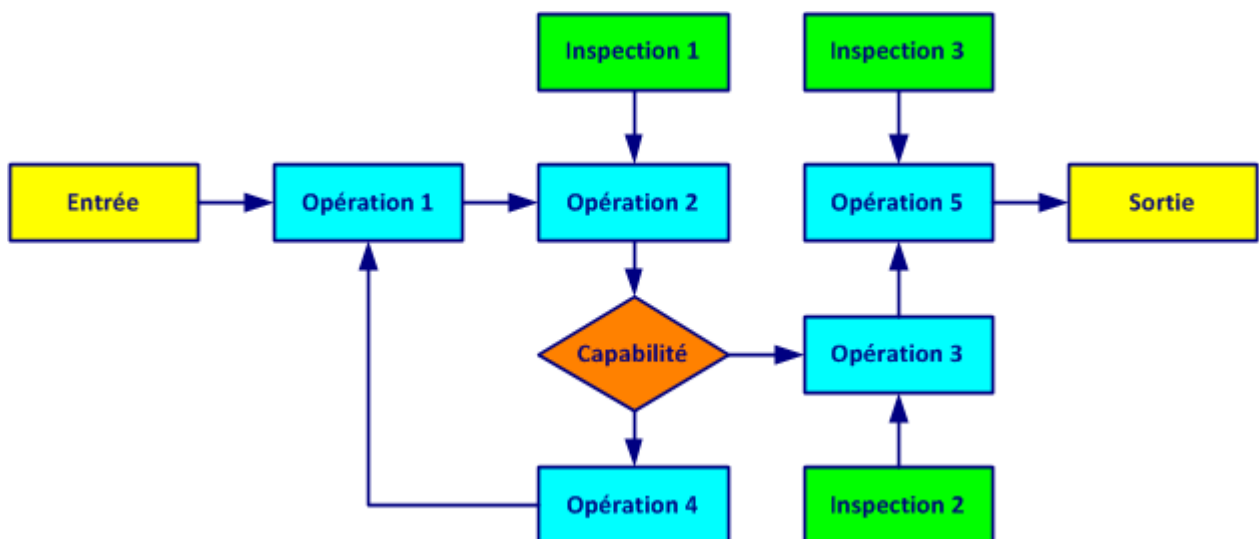 Inspection 1
Inspection 3
Entrée
Opération 1
Opération 2
Opération 5
Sortie
Capabilité
Opération 3
Opération 4
Inspection 2